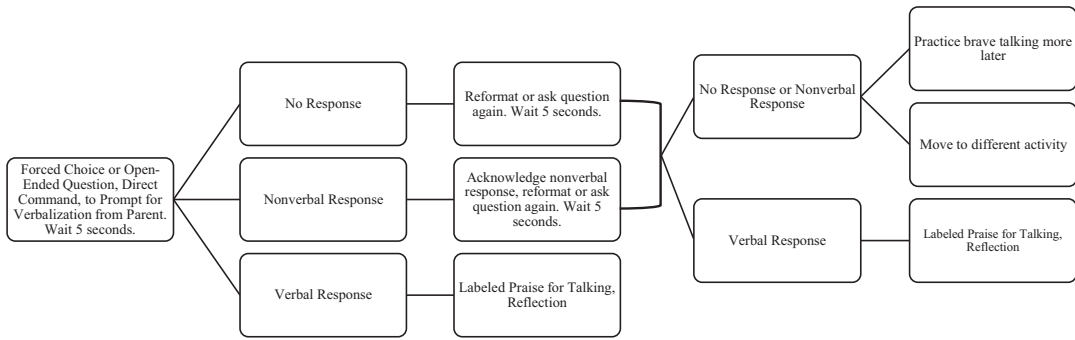 Forced Choice or Open-
Ended Question, Direct
Command, to Prompt for
Verbalization from Parent.
Wait 5 seconds.
No Response
Reformat or ask question
again. Wait 5 seconds.
Nonverbal Response
Acknowledge nonverbal
response, reformat or ask
question again. Wait 5
seconds.
Verbal Response
Labeled Praise for Talking,
Reflection
No Response or Nonverbal
Response
Practice brave talking more
later
Move to different activity
Verbal Response
Labeled Praise for Talking,
Reflection